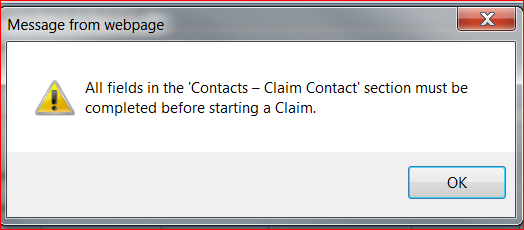 Message from webpage
All fields in the 'Contacts – Claim Contact' section must be
completed before starting a Claim.
OK